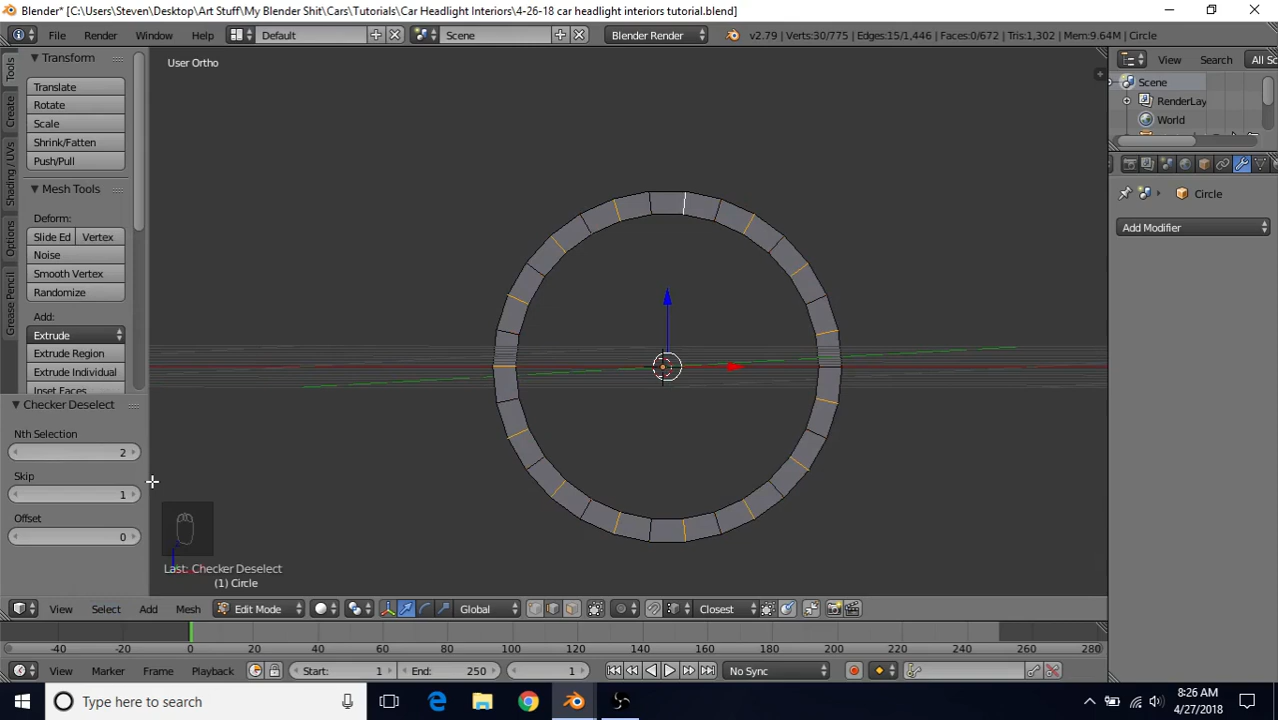 Blender* [C:\Users\Steven\Desktop\Art Stuff\My Blender Shit\Cars\Tutorials\Car Headlight Interiors\4-26-18 car headlight interiors tutorial.blend]
File Render Window Help Default Scene Blender Render v2.79 | Verts:30/775 | Edges:15/1,446 | Faces:0/672 | Tris:1,302 | Mem:9.64M | Circle
Tools
Create
Shading / UVs
Options
Grease Pencil
Transform
Translate
Rotate
Scale
Shrink/Fatten
Push/Pull
Mesh Tools
Deform:
Slide Ed Vertex
Noise
Smooth Vertex
Randomize
Add:
Extrude
Extrude Region
Extrude Individual
Inset Faces
Checker Deselect
Nth Selection
2
Skip
1
Offset
0
User Ortho
Last: Checker Deselect
(1) Circle
View Search All Sc
Scene
RenderLay
World
Circle
Add Modifier
View Select Add Mesh Edit Mode Global Closest
-40 -20 0 20 40 60 80 100 120 140 160 180 200 220 240 260 280
View Marker Frame Playback Start: 1 End: 250 1 No Sync
Type here to search
8:26 AM
4/27/2018